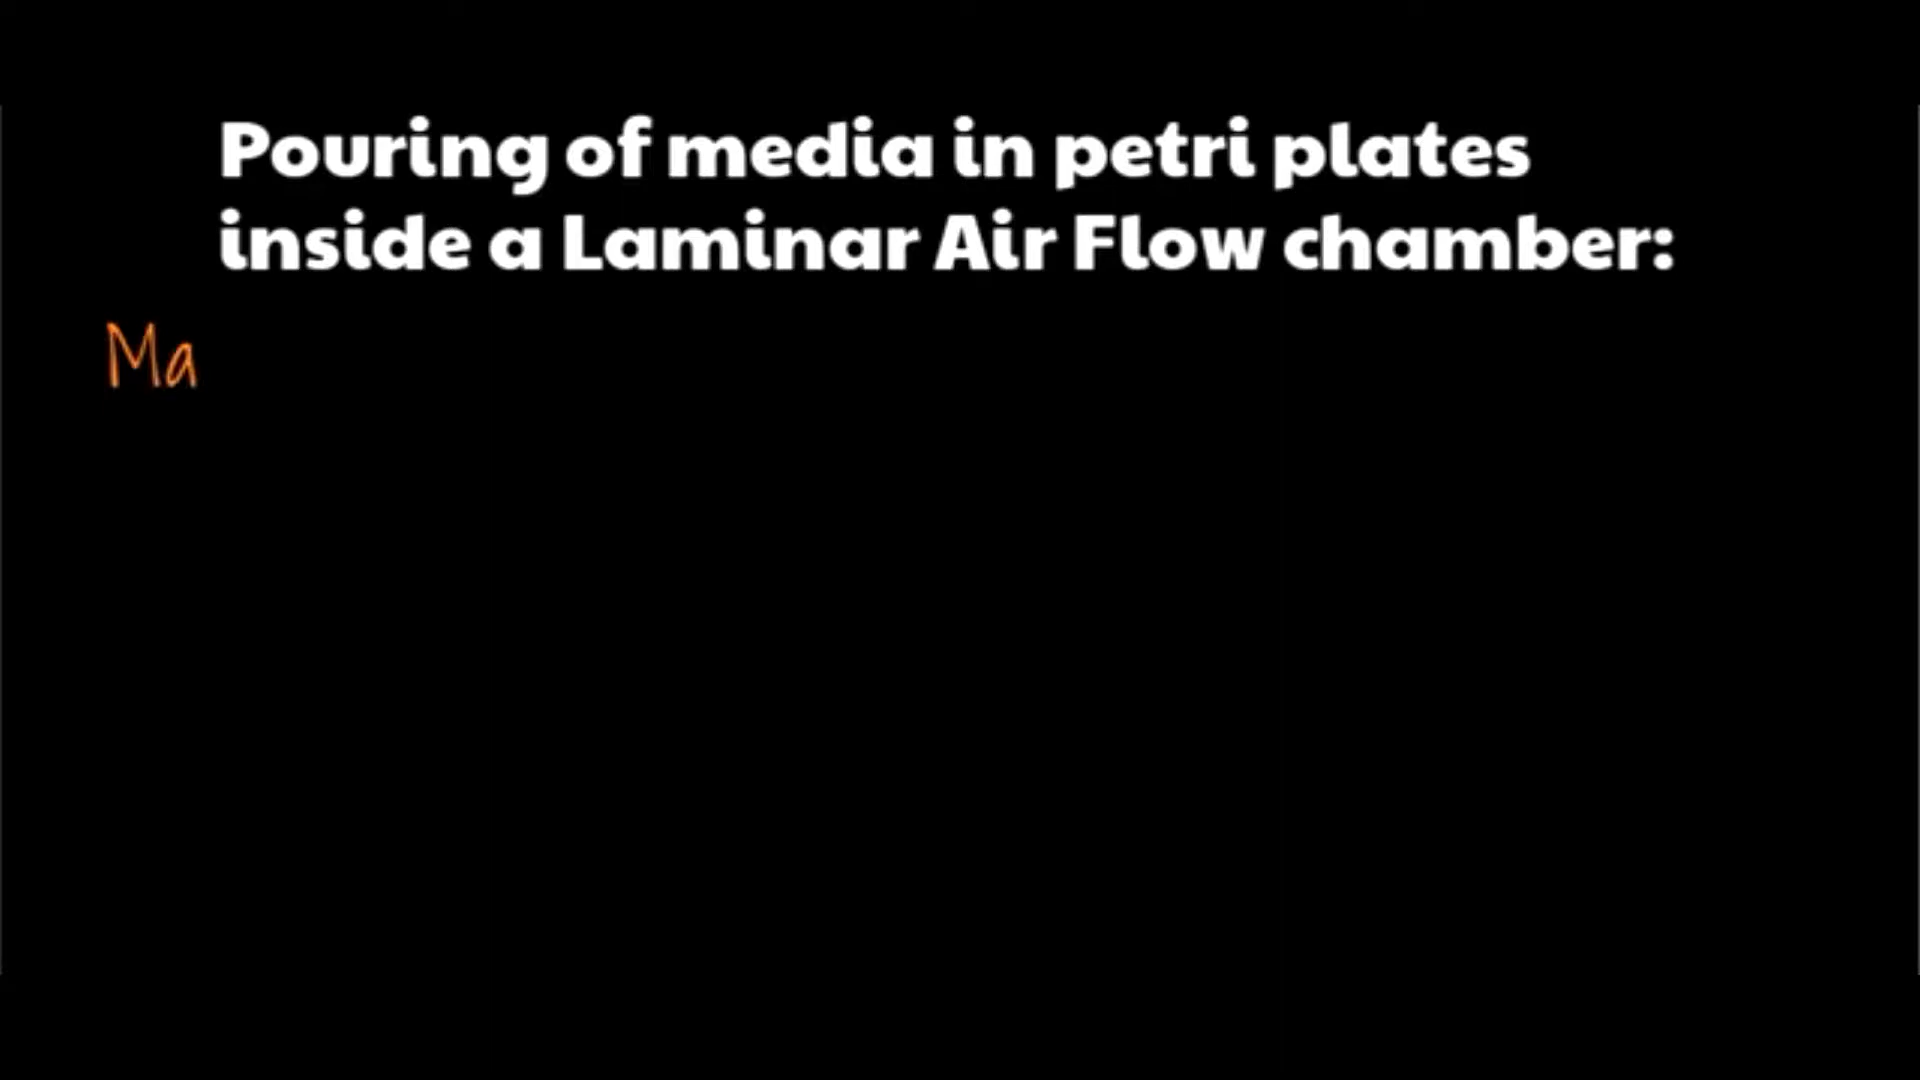 Pouring of media in petri plates
inside a Laminar Air Flow chamber:
Ma